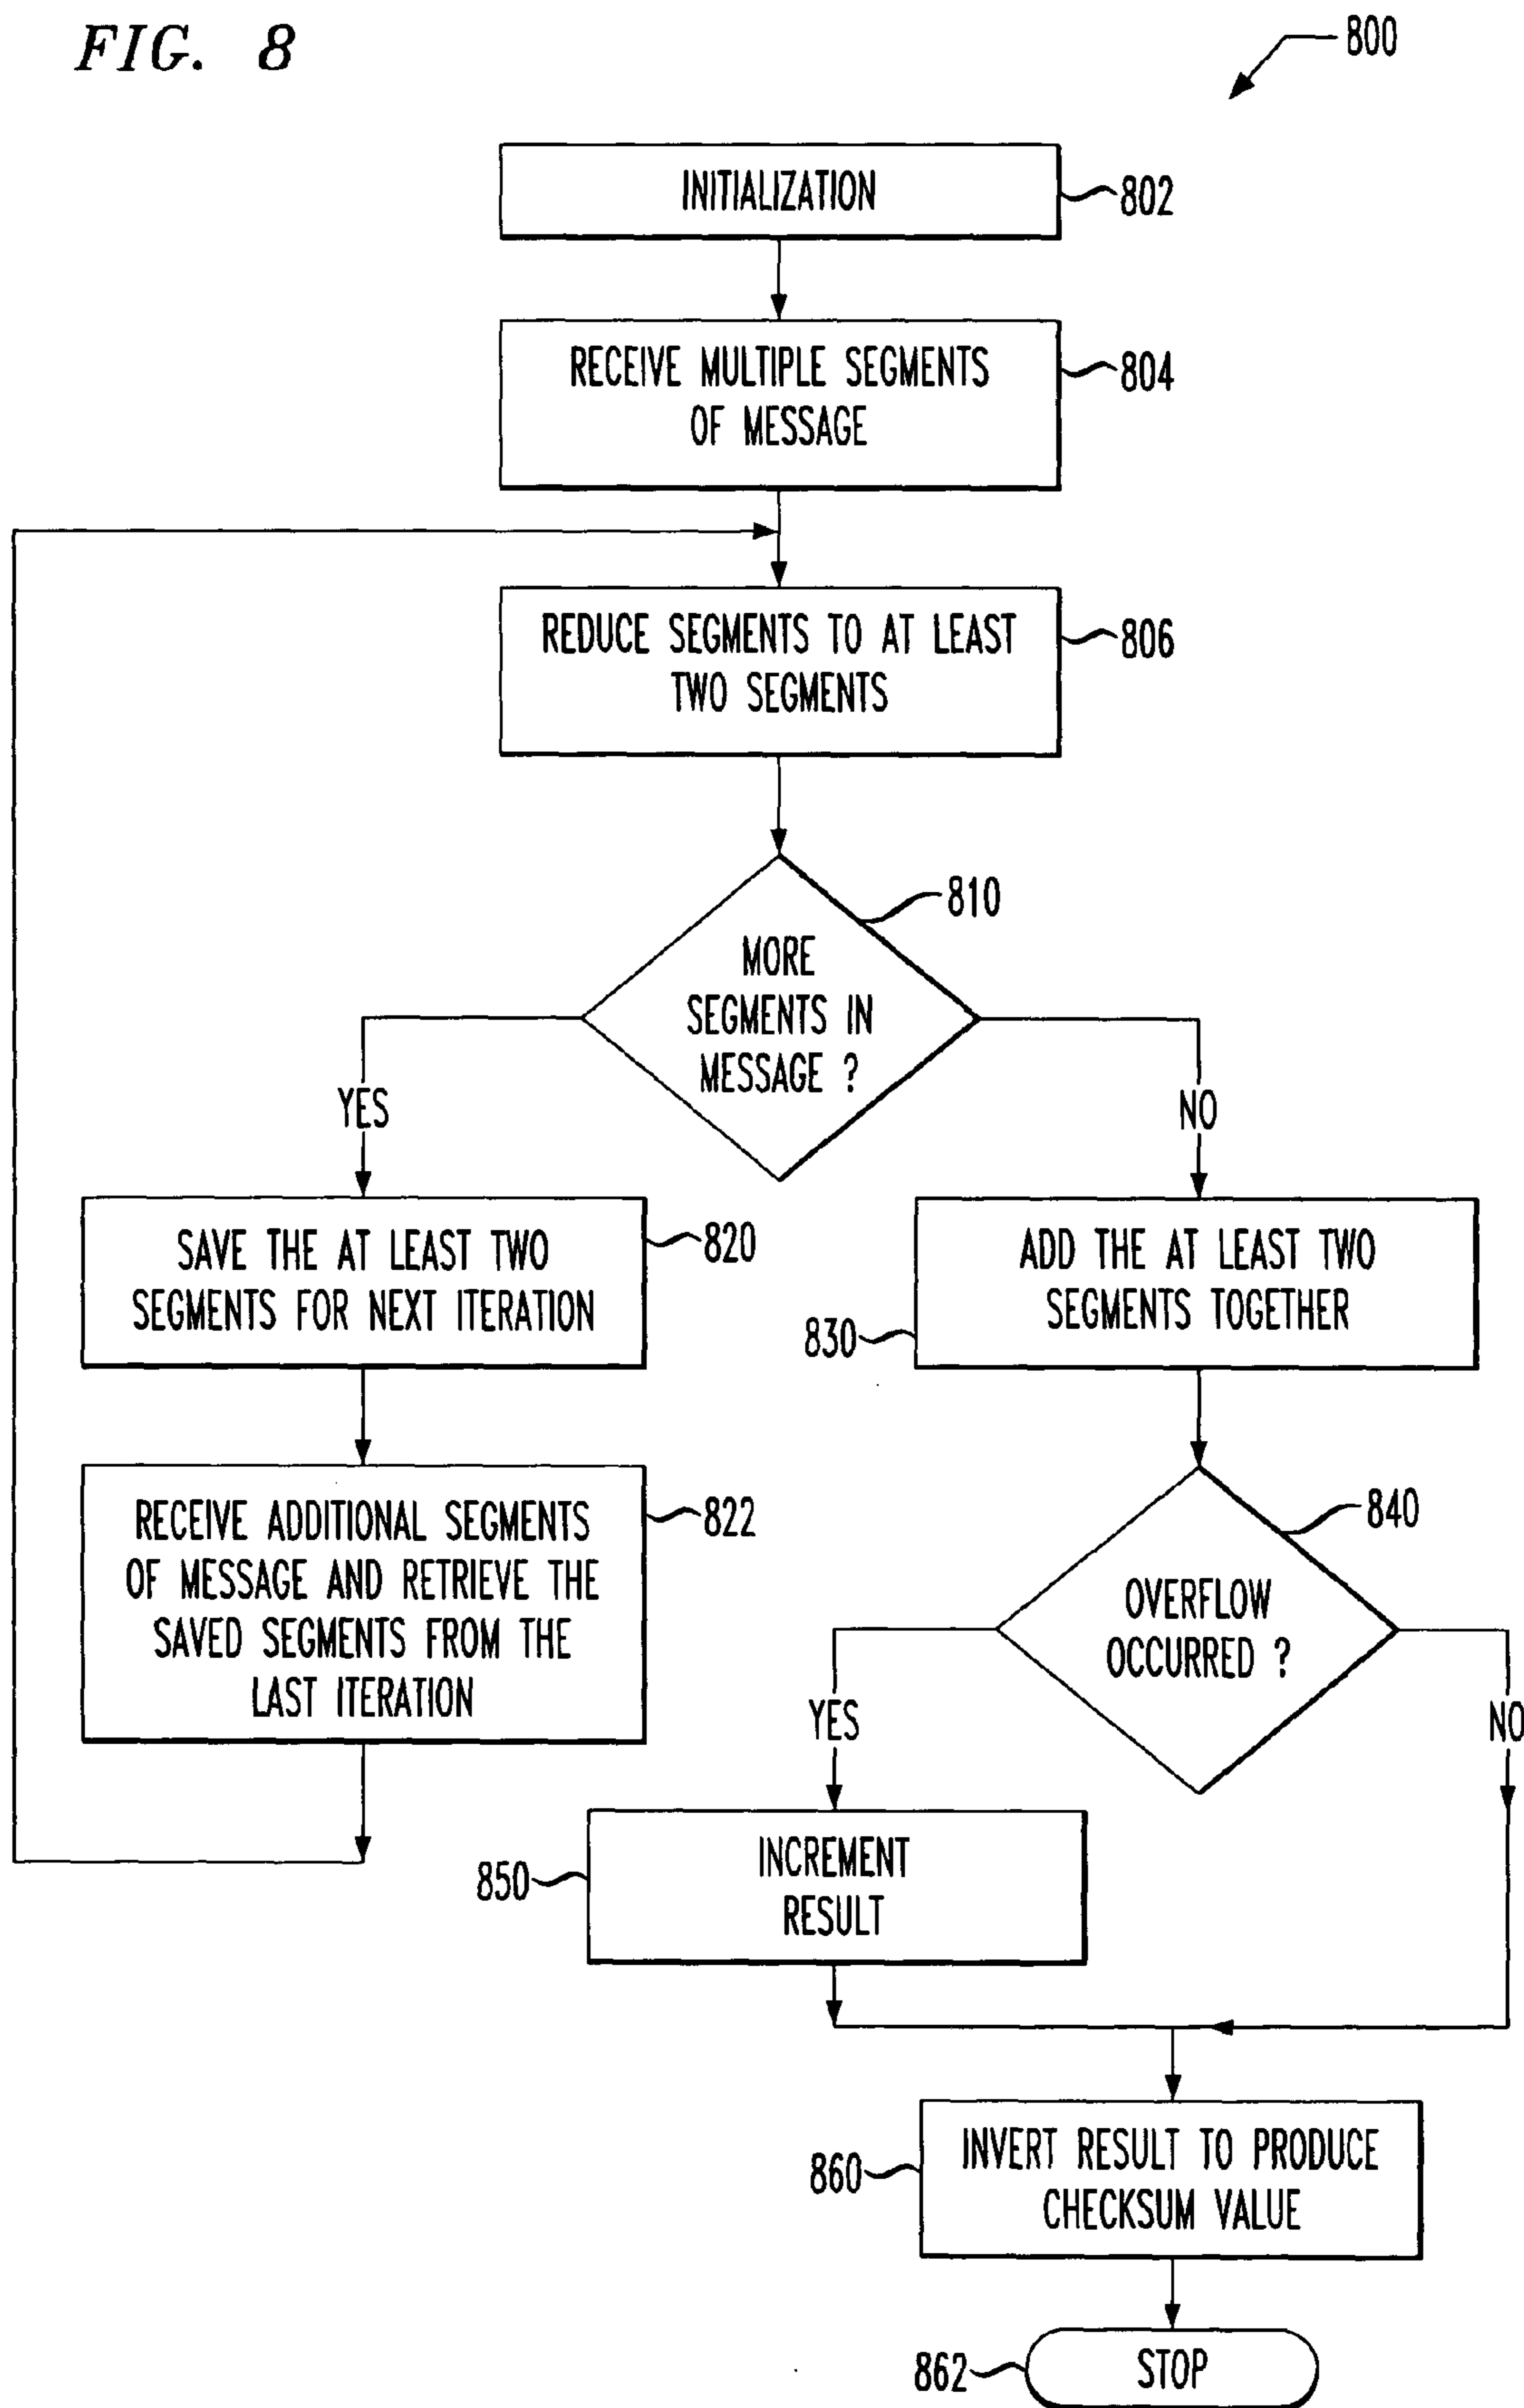 FIG. 8
800
INITIALIZATION
802
RECEIVE MULTIPLE SEGMENTS
OF MESSAGE
804
REDUCE SEGMENTS TO AT LEAST
TWO SEGMENTS
806
810
MORE
SEGMENTS IN
MESSAGE ?
YES
NO
SAVE THE AT LEAST TWO
SEGMENTS FOR NEXT ITERATION
820
ADD THE AT LEAST TWO
SEGMENTS TOGETHER
830
RECEIVE ADDITIONAL SEGMENTS
OF MESSAGE AND RETRIEVE THE
SAVED SEGMENTS FROM THE
LAST ITERATION
822
840
OVERFLOW
OCCURRED ?
YES
NO
INCREMENT
RESULT
850
INVERT RESULT TO PRODUCE
CHECKSUM VALUE
860
STOP
862